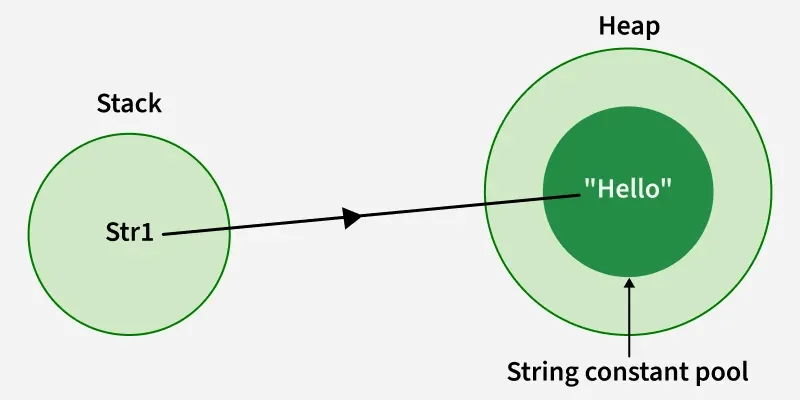 Heap
Stack
"Hello"
Str1
String constant pool